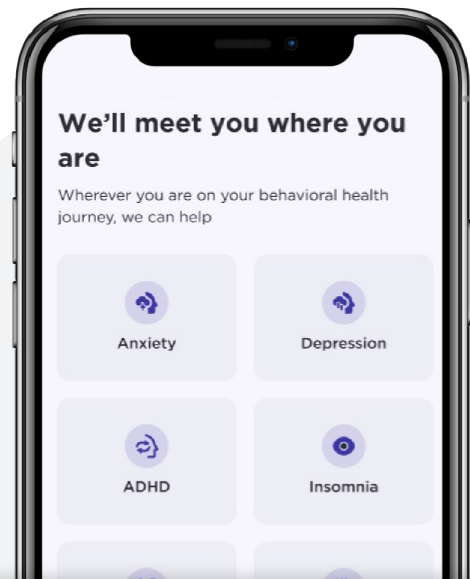 We’ll meet you where you
are
Wherever you are on your behavioral health
journey, we can help
Anxiety
Depression
ADHD
Insomnia